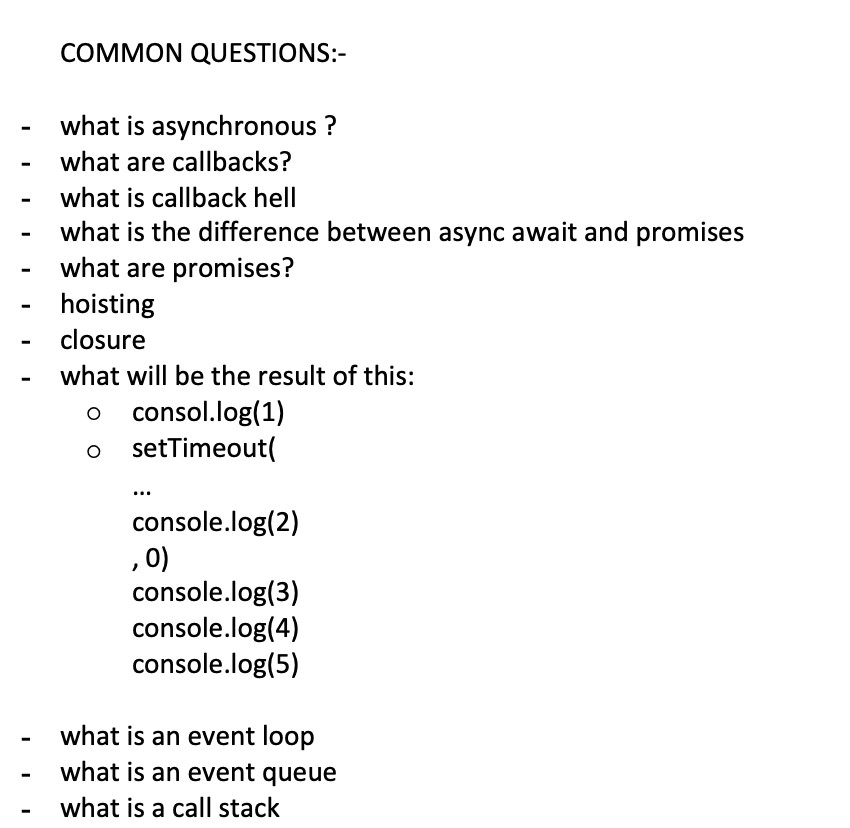 COMMON QUESTIONS:-
- what is asynchronous ?
- what are callbacks?
- what is callback hell
- what is the difference between async await and promises
- what are promises?
- hoisting
- closure
- what will be the result of this:
o consol.log(1)
o setTimeout(
...
console.log(2)
, 0)
console.log(3)
console.log(4)
console.log(5)
- what is an event loop
- what is an event queue
- what is a call stack